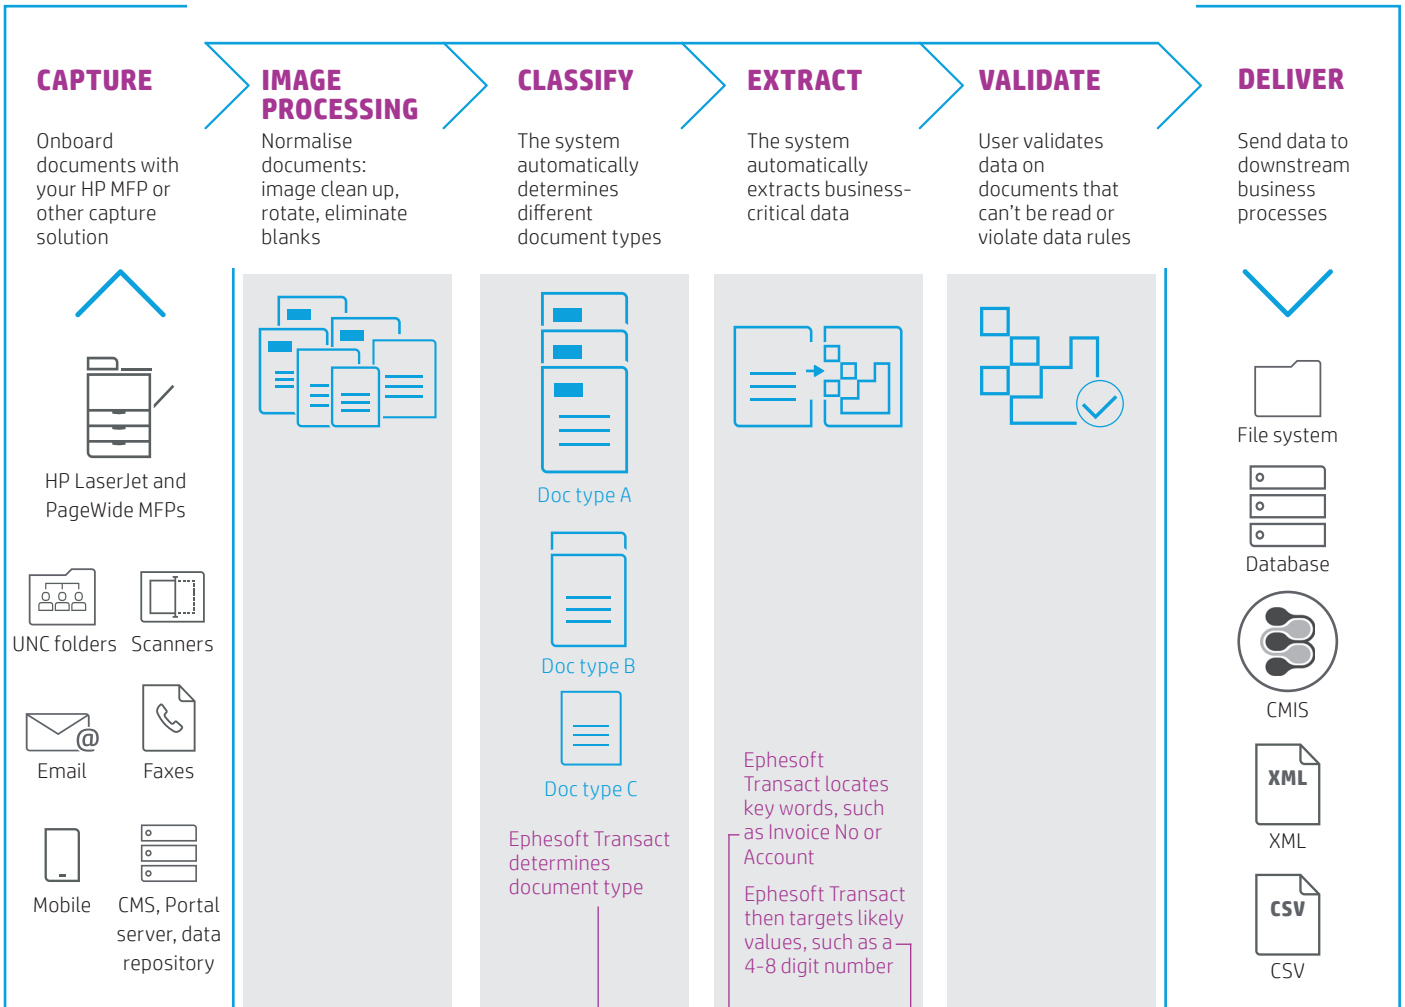 CAPTURE
Onboard
documents with
your HP MFP or
other capture
solution
HP LaserJet and
PageWide MFPs
UNC folders
Scanners
@
Email
Faxes
Mobile
CMS, Portal
server, data
repository
IMAGE
PROCESSING
Normalise
documents:
image clean up,
rotate, eliminate
blanks
CLASSIFY
The system
automatically
determines
different
document types
Doc type A
Doc type B
Doc type C
Ephesoft Transact
determines
document type
EXTRACT
The system
automatically
extracts business-
critical data
Ephesoft
Transact locates
key words, such
as Invoice No or
Account
Ephesoft Transact
then targets likely
values, such as a
4-8 digit number
VALIDATE
User validates
data on
documents that
can't be read or
violate data rules
DELIVER
Send data to
downstream
business
processes
File system
Database
CMIS
XML
XML
CSV
CSV